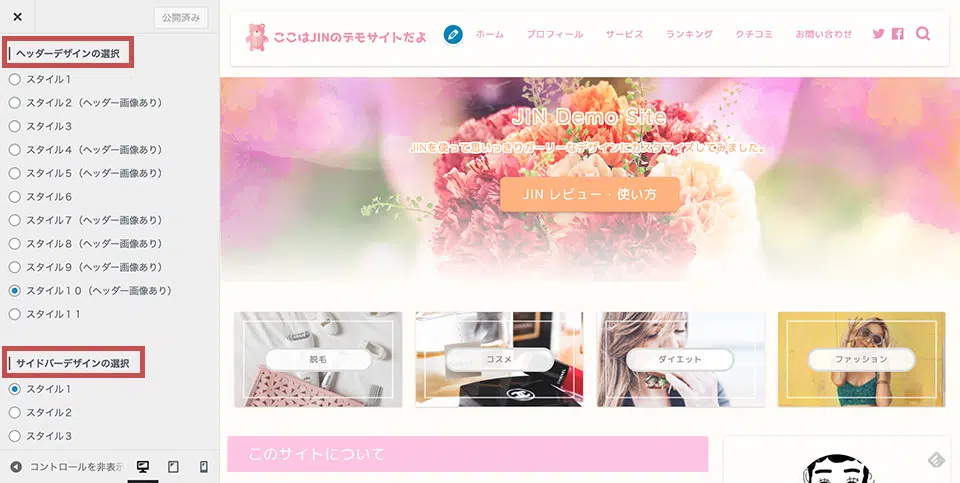 公開済み
ヘッダーデザインの選択
スタイル１
スタイル２（ヘッダー画像あり）
スタイル３
スタイル４（ヘッダー画像あり）
スタイル５（ヘッダー画像あり）
スタイル６
スタイル７（ヘッダー画像あり）
スタイル８（ヘッダー画像あり）
スタイル９（ヘッダー画像あり）
スタイル１０（ヘッダー画像あり）
スタイル１１
サイドバーデザインの選択
スタイル１
スタイル２
スタイル３
コントロールを非表示
ここはJINのデモサイトだよ
ホーム プロフィール サービス ランキング クチコミ お問い合わせ
JIN Demo Site
JINを使って思いっきりガーリーなデザインにカスタマイズしてみました。
JIN レビュー・使い方
脱毛 コスメ ダイエット ファッション
このサイトについて